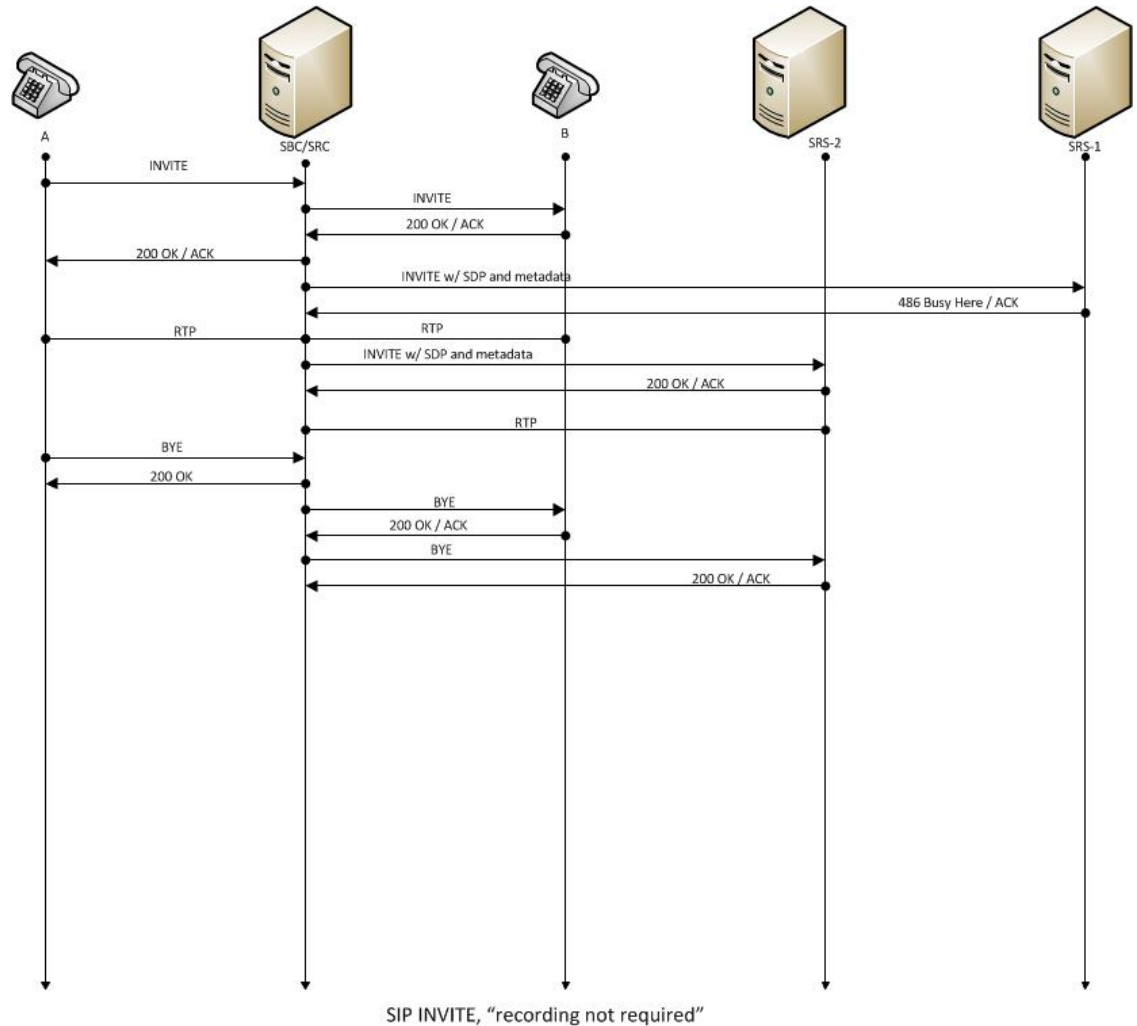 A
SBC/SRC
B
SRS-2
SRS-1
INVITE
INVITE
200 OK / ACK
200 OK / ACK
INVITE w/ SDP and metadata
486 Busy Here / ACK
RTP
RTP
INVITE w/ SDP and metadata
200 OK / ACK
RTP
BYE
200 OK
BYE
200 OK / ACK
BYE
200 OK / ACK
SIP INVITE, “recording not required”